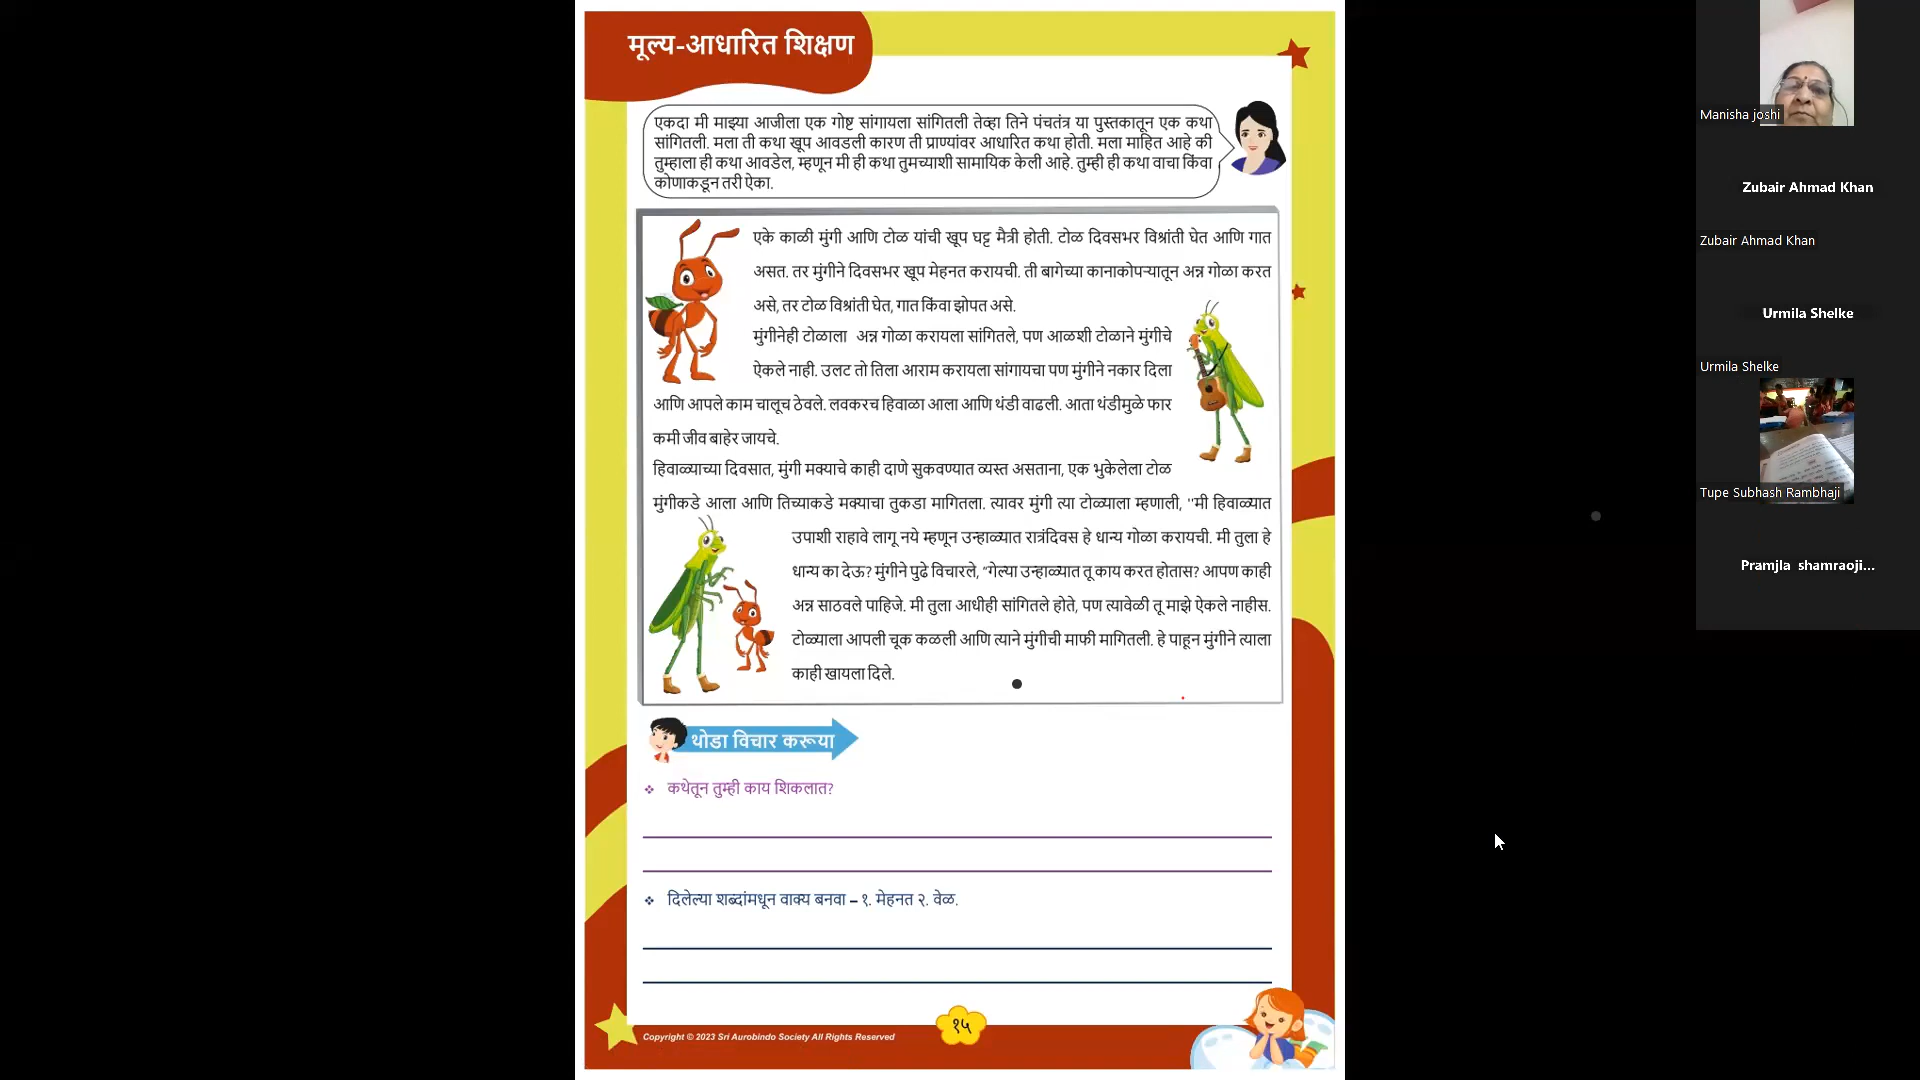 मूल्य-आधारित शिक्षण
एकदा मी माझ्या आजीला एक गोष्ट सांगायला सांगितली तेव्हा तिने पंचतंत्र या पुस्तकातून एक कथा
सांगितली. मला ती कथा खूप आवडली कारण ती प्राण्यांवर आधारित कथा होती. मला माहित आहे की
तुम्हाला ही कथा आवडेल, म्हणून मी ही कथा तुमच्याशी सामायिक केली आहे. तुम्ही ही कथा वाचा किंवा
कोणाकडून तरी ऐका.
एके काळी मुंगी आणि टोळ यांची खूप घट्ट मैत्री होती. टोळ दिवसभर विश्रांती घेत आणि गात
असत. तर मुंगीने दिवसभर खूप मेहनत करायची. ती बागेच्या कानाकोपऱ्यातून अन्न गोळा करत
असे, तर टोळ विश्रांती घेत, गात किंवा झोपत असे.
मुंगीनेही टोळाला अन्न गोळा करायला सांगितले, पण आळशी टोळाने मुंगीचे
ऐकले नाही. उलट तो तिला आराम करायला सांगायचा पण मुंगीने नकार दिला
आणि आपले काम चालूच ठेवले. लवकरच हिवाळा आला आणि थंडी वाढली. आता थंडीमुळे फार
कमी जीव बाहेर जायचे.
हिवाळ्याच्या दिवसात, मुंगी मक्याचे काही दाणे सुकवण्यात व्यस्त असताना, एक भुकेलेला टोळ
मुंगीकडे आला आणि तिच्याकडे मक्याचा तुकडा मागितला. त्यावर मुंगी त्या टोळ्याला म्हणाली, ''मी हिवाळ्यात
उपाशी राहावे लागू नये म्हणून उन्हाळ्यात रात्रंदिवस हे धान्य गोळा करायची. मी तुला हे
धान्य का देऊ? मुंगीने पुढे विचारले, “गेल्या उन्हाळ्यात तू काय करत होतास? आपण काही
अन्न साठवले पाहिजे. मी तुला आधीही सांगितले होते, पण त्यावेळी तू माझे ऐकले नाहीस.
टोळ्याला आपली चूक कळली आणि त्याने मुंगीची माफी मागितली. हे पाहून मुंगीने त्याला
काही खायला दिले.
थोडा विचार करूया
❖ कथेतून तुम्ही काय शिकलात?
❖ दिलेल्या शब्दांमधून वाक्य बनवा – १. मेहनत २. वेळ.
Copyright © 2023 Sri Aurobindo Society All Rights Reserved
१५
Manisha joshi
Zubair Ahmad Khan
Zubair Ahmad Khan
Urmila Shelke
Urmila Shelke
Tupe Subhash Rambhaji
Pramjla shamraoji...